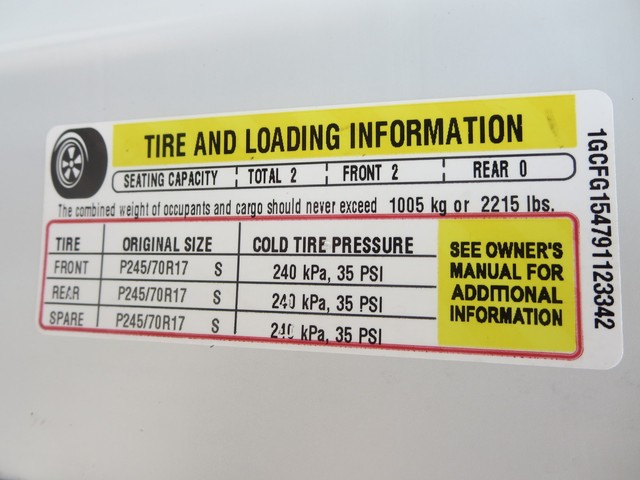 TIRE AND LOADING INFORMATION
SEATING CAPACITY TOTAL 2 FRONT 2 REAR 0
The combined weight of occupants and cargo should never exceed 1005 kg or 2215 lbs.
TIRE ORIGINAL SIZE COLD TIRE PRESSURE
FRONT P245/70R17 S 240 kPa, 35 PSI
REAR P245/70R17 S 240 kPa, 35 PSI
SPARE P245/70R17 S 240 kPa, 35 PSI
SEE OWNER'S
MANUAL FOR
ADDITIONAL
INFORMATION
1GCFG154791123342